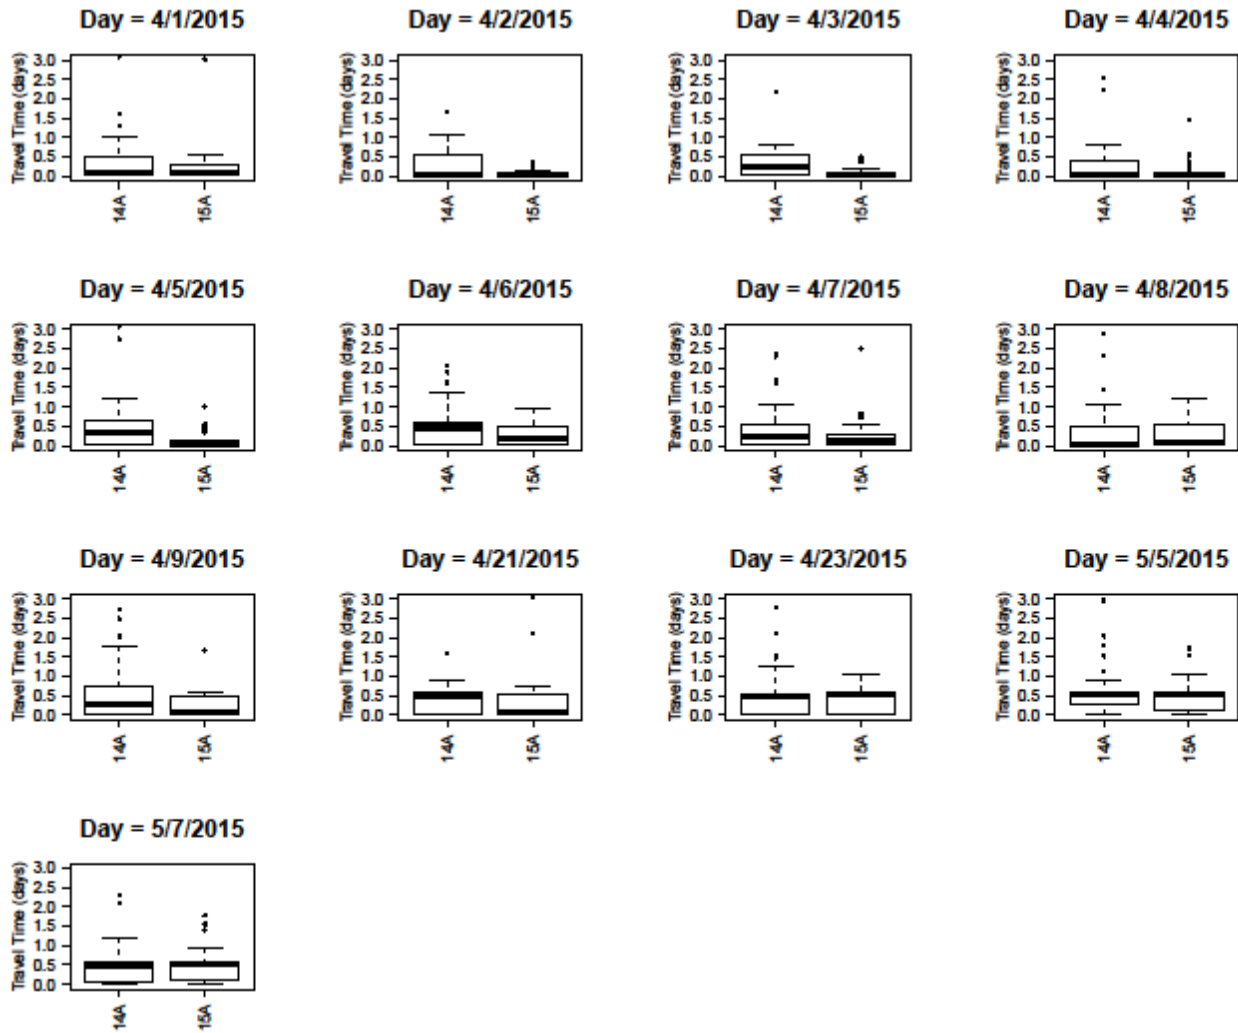 Day = 4/1/2015
Day = 4/2/2015
Day = 4/3/2015
Day = 4/4/2015
Travel Time (days)
3.0
2.5
2.0
1.5
1.0
0.5
0.0
14A
15A
Travel Time (days)
3.0
2.5
2.0
1.5
1.0
0.5
0.0
14A
15A
Travel Time (days)
3.0
2.5
2.0
1.5
1.0
0.5
0.0
14A
15A
Travel Time (days)
3.0
2.5
2.0
1.5
1.0
0.5
0.0
14A
15A
Day = 4/5/2015
Day = 4/6/2015
Day = 4/7/2015
Day = 4/8/2015
Travel Time (days)
3.0
2.5
2.0
1.5
1.0
0.5
0.0
14A
15A
Travel Time (days)
3.0
2.5
2.0
1.5
1.0
0.5
0.0
14A
15A
Travel Time (days)
3.0
2.5
2.0
1.5
1.0
0.5
0.0
14A
15A
Travel Time (days)
3.0
2.5
2.0
1.5
1.0
0.5
0.0
14A
15A
Day = 4/9/2015
Day = 4/21/2015
Day = 4/23/2015
Day = 5/5/2015
Travel Time (days)
3.0
2.5
2.0
1.5
1.0
0.5
0.0
14A
15A
Travel Time (days)
3.0
2.5
2.0
1.5
1.0
0.5
0.0
14A
15A
Travel Time (days)
3.0
2.5
2.0
1.5
1.0
0.5
0.0
14A
15A
Travel Time (days)
3.0
2.5
2.0
1.5
1.0
0.5
0.0
14A
15A
Day = 5/7/2015
Travel Time (days)
3.0
2.5
2.0
1.5
1.0
0.5
0.0
14A
15A